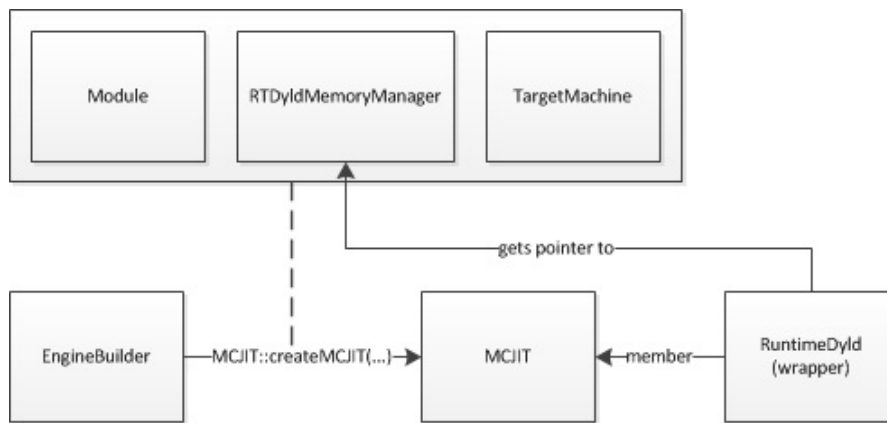 Module
RTDyldMemoryManager
TargetMachine
gets pointer to
EngineBuilder
MCJIT::createMCJIT(...)
MCJIT
member
RuntimeDyld
(wrapper)